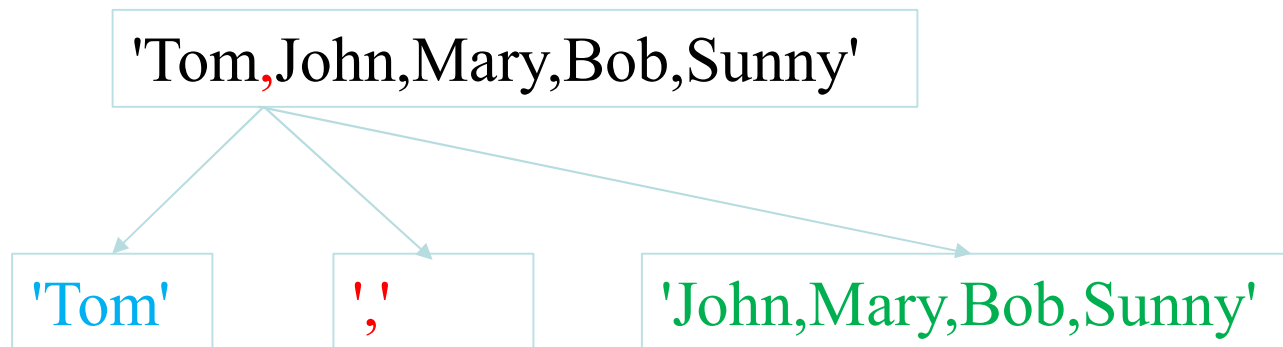 'Tom,John,Mary,Bob,Sunny'
'Tom'
','
'John,Mary,Bob,Sunny'